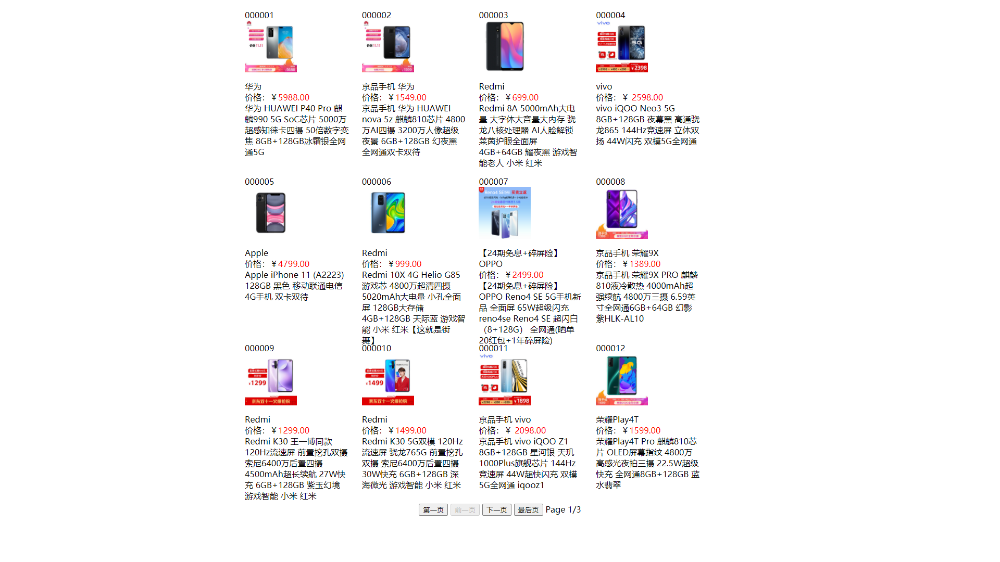 000001
价保 11.11
5688
华为
价格：￥5988.00
华为 HUAWEI P40 Pro 麒
麟990 5G SoC芯片 5000万
超感知徕卡四摄 50倍数字变
焦 8GB+128GB冰霜银全网
通5G
000002
价保 11.11
1599
京品手机 华为
价格：￥1549.00
京品手机 华为 HUAWEI
nova 5z 麒麟810芯片 4800
万AI四摄 3200万人像超级
夜景 6GB+128GB 幻夜黑
全网通双卡双待
000003
Redmi
价格：￥699.00
Redmi 8A 5000mAh大电
量 大字体大音量大内存 骁
龙八核处理器 AI人脸解锁
莱茵护眼全面屏
4GB+64GB 耀夜黑 游戏智
能老人 小米 红米
000004
vivo
iQOO Neo3
5G
¥2998 - ¥400 - ¥200
¥2398
vivo
价格：￥ 2598.00
vivo iQOO Neo3 5G
8GB+128GB 夜幕黑 高通骁
龙865 144Hz竞速屏 立体双
扬 44W闪充 双模5G全网通
000005
Apple
价格：￥4799.00
Apple iPhone 11 (A2223)
128GB 黑色 移动联通电信
4G手机 双卡双待
000006
Redmi
价格：￥999.00
Redmi 10X 4G Helio G85
游戏芯 4800万超清四摄
5020mAh大电量 小孔全面
屏 128GB大存储
4GB+128GB 天际蓝 游戏智
能 小米 红米【这就是街
舞】
000007
Reno4 SE 5G 买贵立返
【24期免息+碎屏险】
OPPO
价格：￥2499.00
【24期免息+碎屏险】
OPPO Reno4 SE 5G手机新
品 全面屏 65W超级闪充
reno4se Reno4 SE 超闪白
（8+128G） 全网通(晒单
20红包+1年碎屏险)
000008
到手价
1399
京品手机 荣耀9X
价格：￥1389.00
京品手机 荣耀9X PRO 麒麟
810液冷散热 4000mAh超
强续航 4800万三摄 6.59英
寸全网通6GB+64GB 幻影
紫HLK-AL10
000009
到手价
¥1299
京东双十一火爆抢购
Redmi
价格：￥1299.00
Redmi K30 王一博同款
120Hz流速屏 前置挖孔双摄
索尼6400万后置四摄
4500mAh超长续航 27W快
充 6GB+128GB 紫玉幻境
游戏智能 小米 红米
000010
到手价
¥1499
京东双十一火爆抢购
Redmi
价格：￥1499.00
Redmi K30 5G双模 120Hz
流速屏 骁龙765G 前置挖孔
双摄 索尼6400万后置四摄
30W快充 6GB+128GB 深
海微光 游戏智能 小米 红米
000011
vivo
¥2298 - ¥200 - ¥200
¥1898
京品手机 vivo
价格：￥ 2098.00
京品手机 vivo iQOO Z1
8GB+128GB 星河银 天玑
1000Plus旗舰芯片 144Hz
竞速屏 44W超快闪充 双模
5G全网通 iqooz1
000012
到手价
荣耀Play4T
价格：￥1599.00
荣耀Play4T Pro 麒麟810芯
片 OLED屏幕指纹 4800万
高感光夜拍三摄 22.5W超级
快充 全网通8GB+128GB 蓝
水翡翠
第一页 前一页 下一页 最后页 Page 1/3